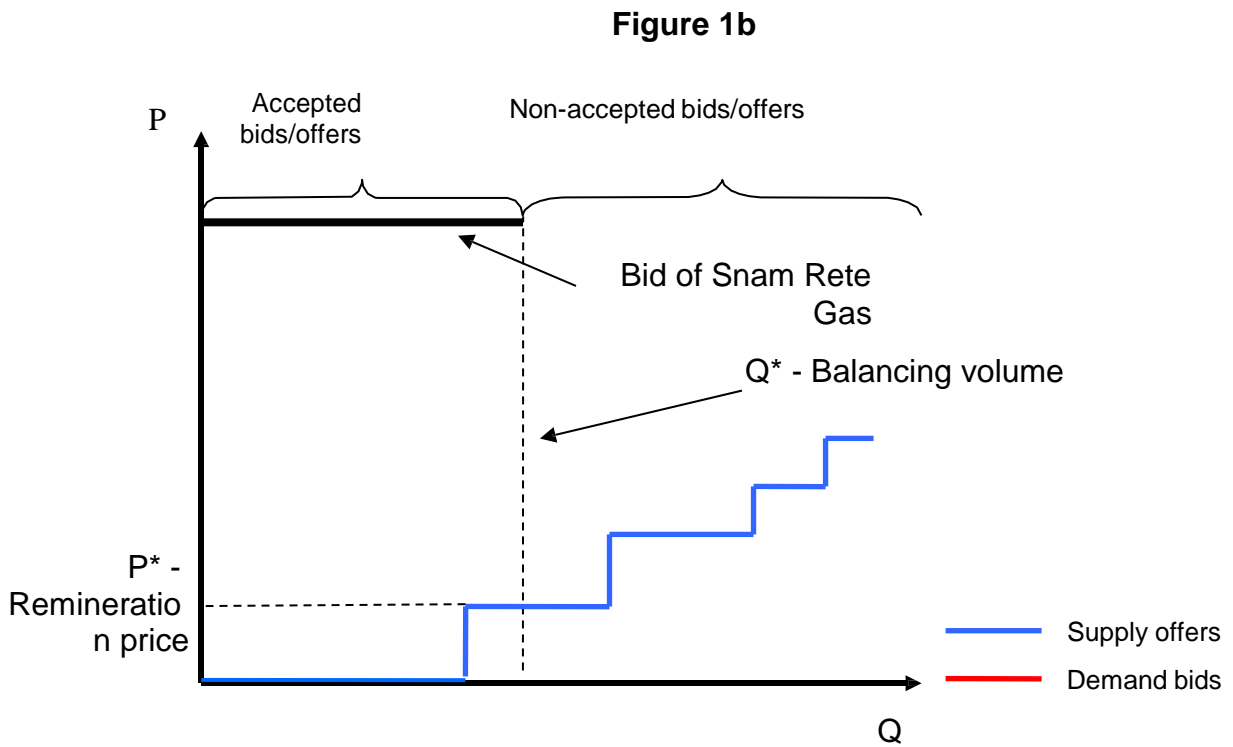 Figure 1b
Accepted
bids/offers
Non-accepted bids/offers
P
Bid of Snam Rete
Gas
Q* - Balancing volume
P* -
Remineratio
n price
Supply offers
Demand bids
Q